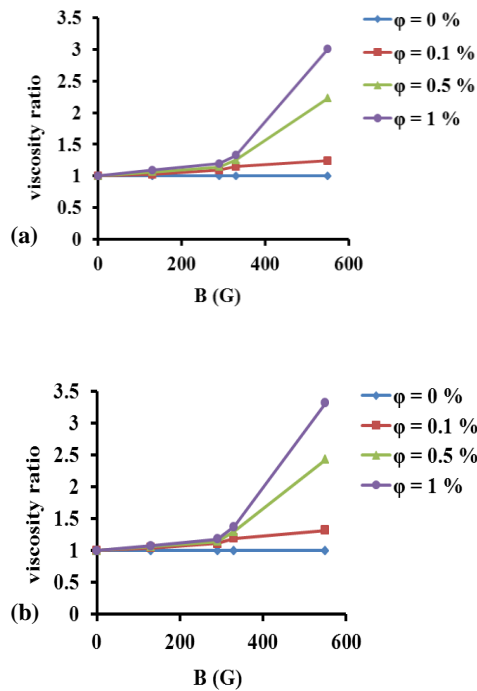 3.5
3
2.5
2
1.5
1
0.5
0
viscosity ratio
0
200
400
600
B (G)
(a)
φ = 0 %
φ = 0.1 %
φ = 0.5 %
φ = 1 %
3.5
3
2.5
2
1.5
1
0.5
0
viscosity ratio
0
200
400
600
B (G)
(b)
φ = 0 %
φ = 0.1 %
φ = 0.5 %
φ = 1 %